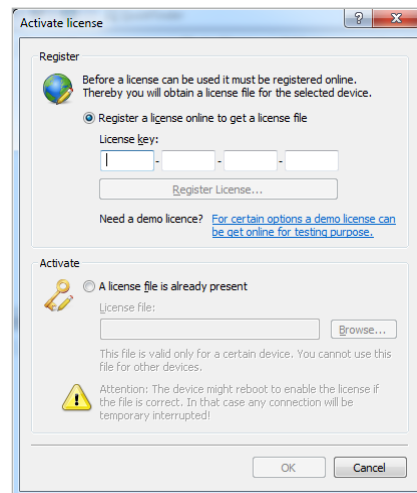 Activate license
Register
Before a license can be used it must be registered online.
Thereby you will obtain a license file for the selected device.
Register a license online to get a license file
License key:
- - -
Register License...
Need a demo licence? For certain options a demo license can
be get online for testing purpose.
Activate
A license file is already present
License file:
Browse...
This file is valid only for a certain device. You cannot use this
file for other devices.
Attention: The device might reboot to enable the license if
the file is correct. In that case any connection will be
temporary interrupted!
OK Cancel